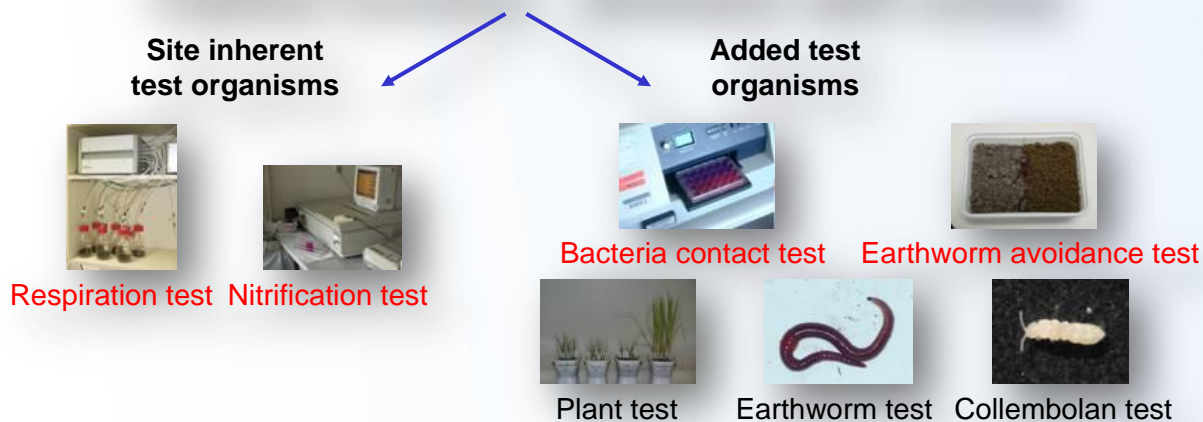 Site inherent
test organisms
Added test
organisms
Bacteria contact test
Earthworm avoidance test
Respiration test
Nitrification test
Plant test
Earthworm test
Collembolan test